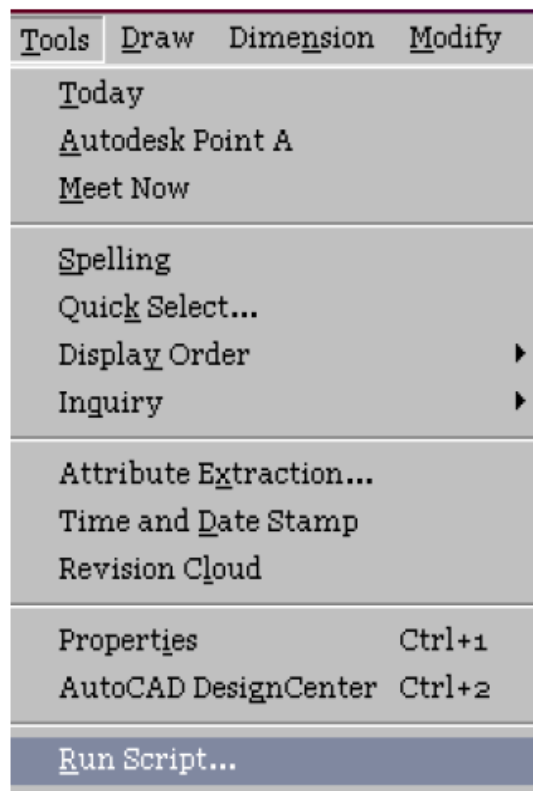 Tools Draw Dimension Modify
Today
Autodesk Point A
Meet Now
Spelling
Quick Select...
Display Order
Inquiry
Attribute Extraction...
Time and Date Stamp
Revision Cloud
Properties Ctrl+1
AutoCAD DesignCenter Ctrl+2
Run Script...